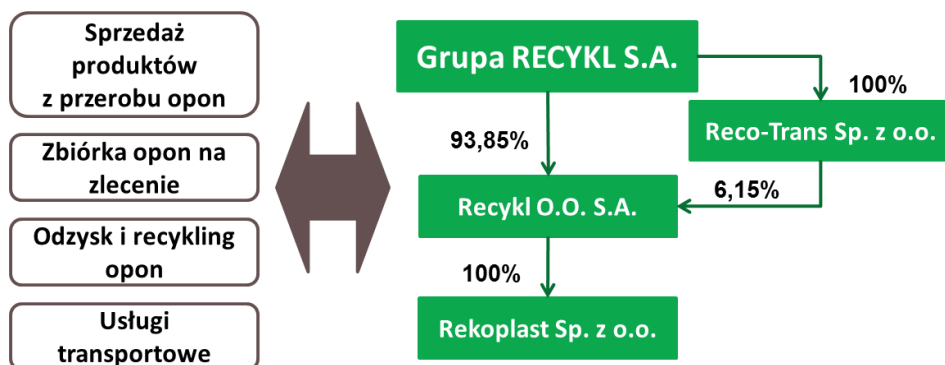 Sprzedaż
produktów
z przerobu opon
Zbiórka opon na
zlecenie
Odzysk i recykling
opon
Usługi
transportowe
Grupa RECYKL S.A.
100%
Reco-Trans Sp. z o.o.
93,85%
6,15%
Recykl O.O. S.A.
100%
Rekoplast Sp. z o.o.